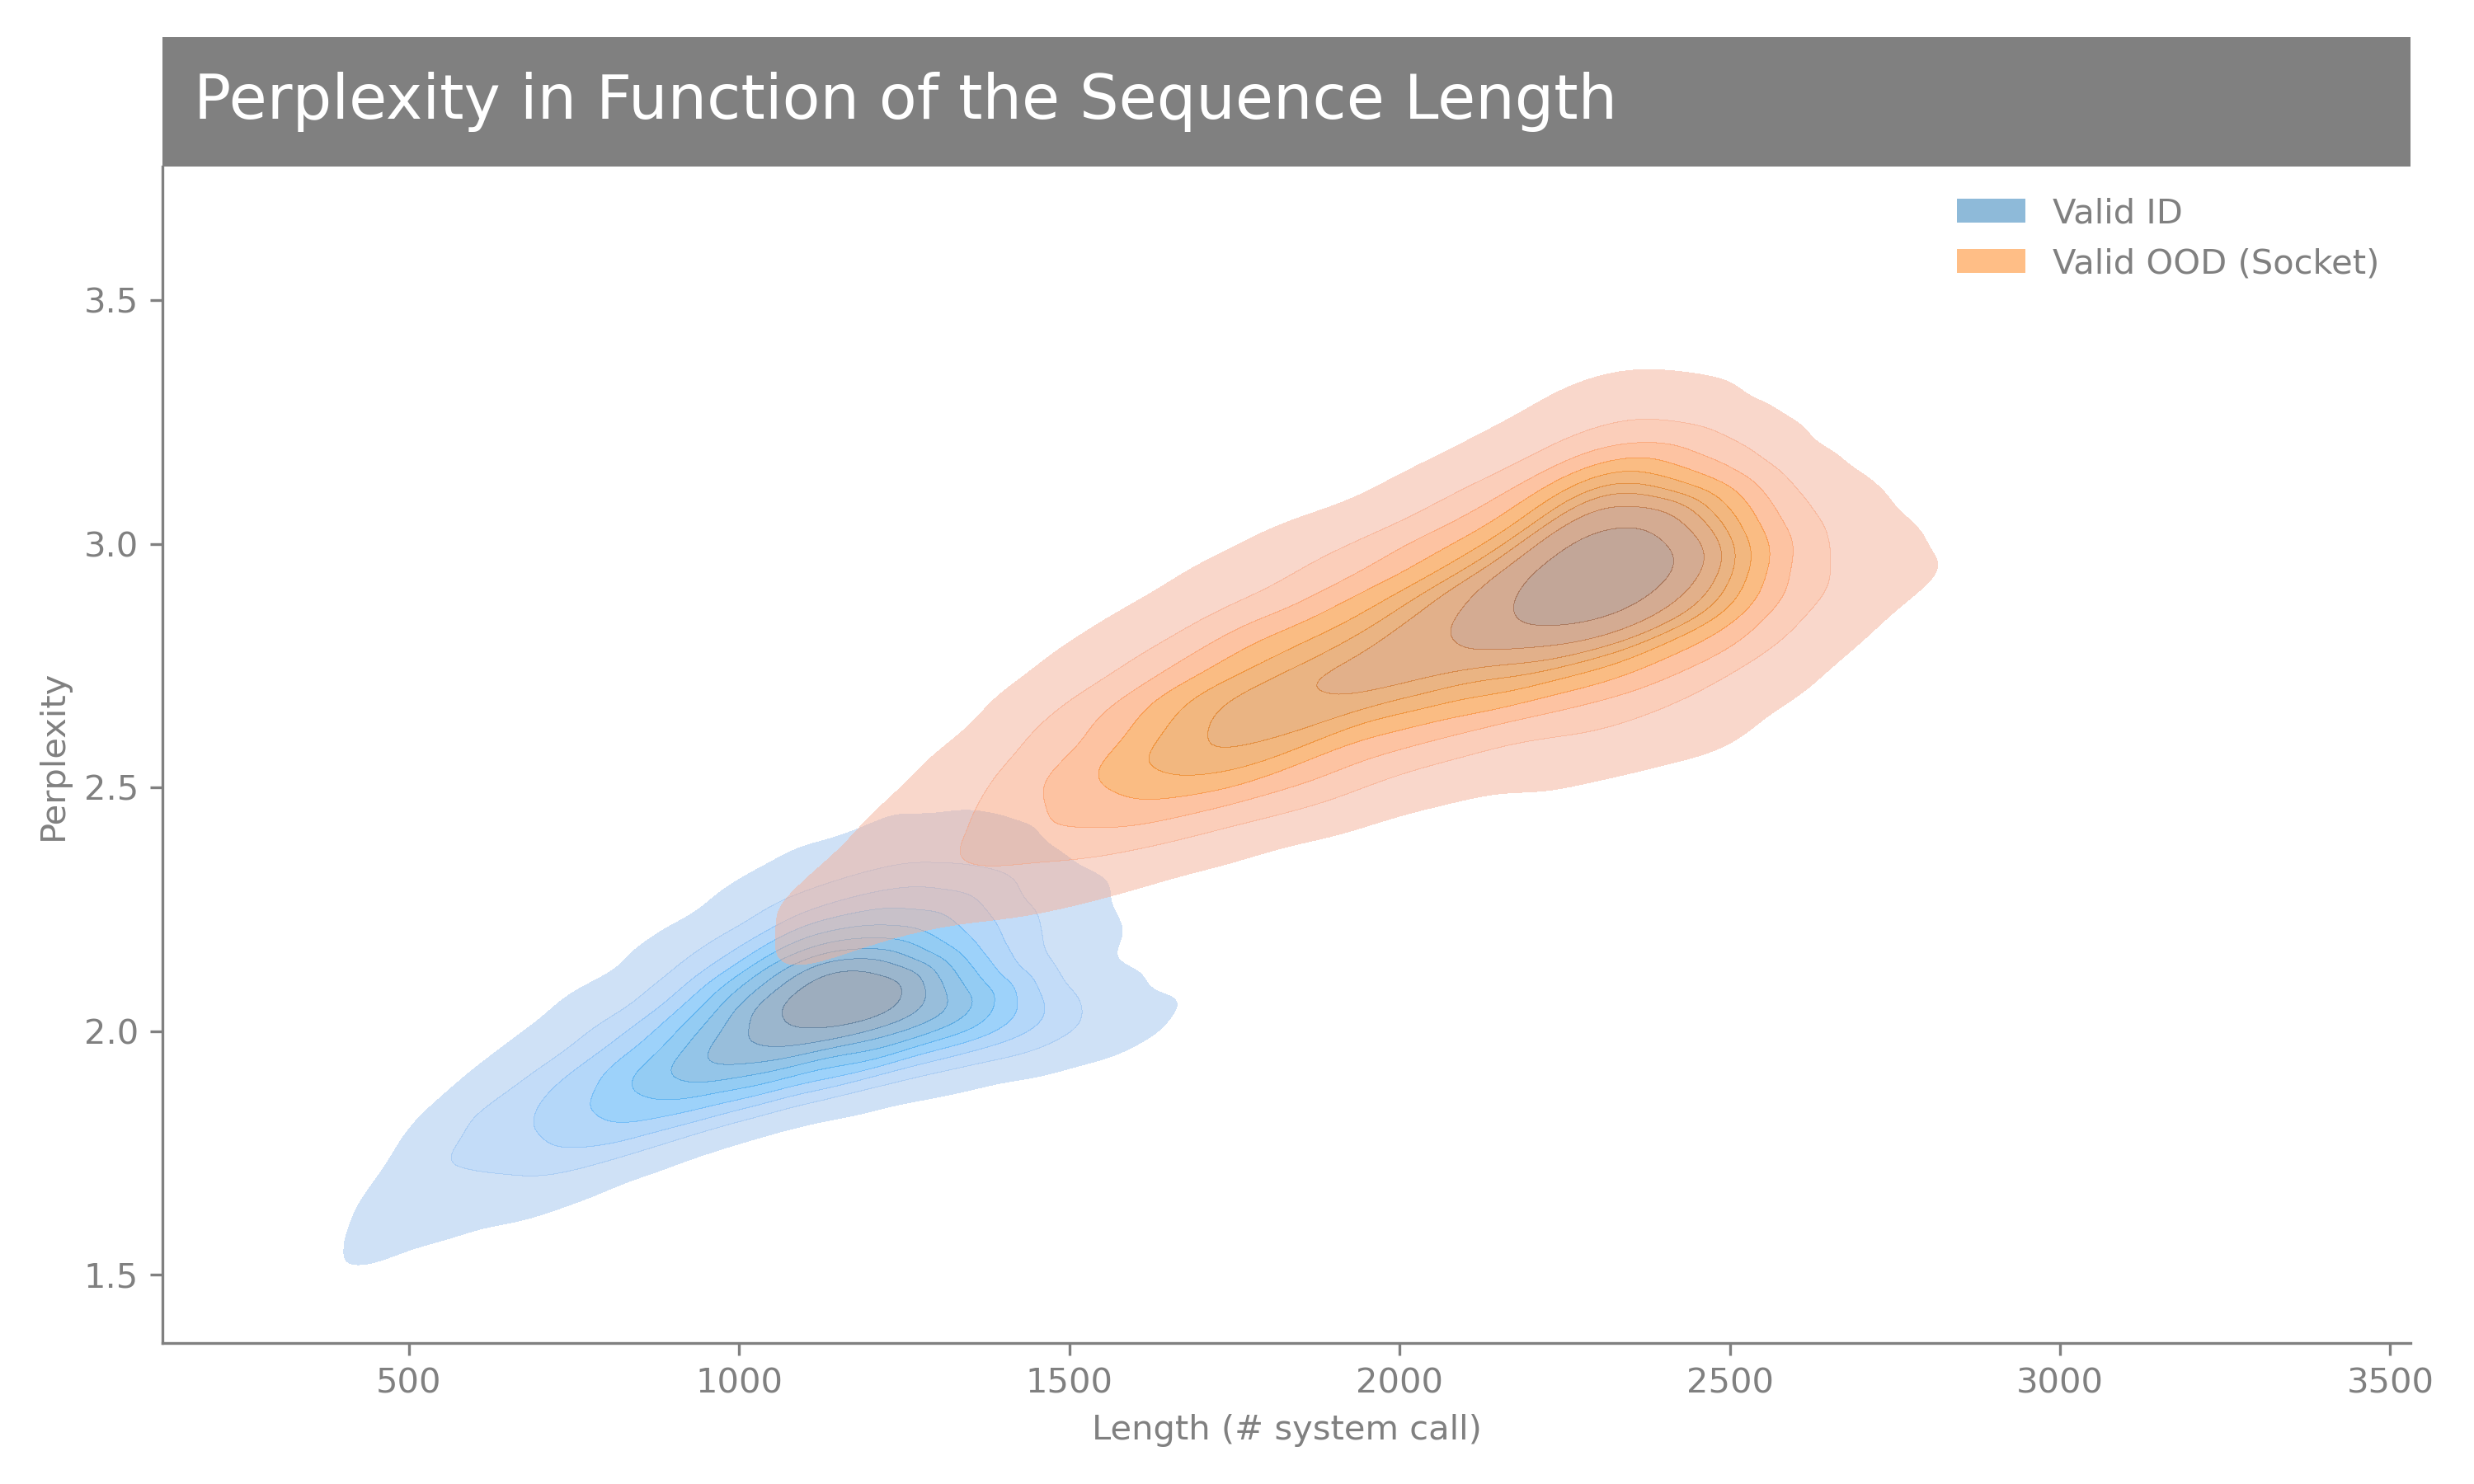 Perplexity in Function of the Sequence Length
Valid ID
Valid OOD (Socket)
3.5
3.0
2.5
2.0
1.5
Perplexity
500
1000
1500
2000
2500
3000
3500
Length (# system call)